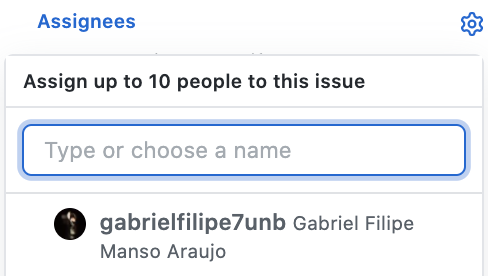 Assignees
Assign up to 10 people to this issue
Type or choose a name
gabrielfilipe7unb Gabriel Filipe
Manso Araujo